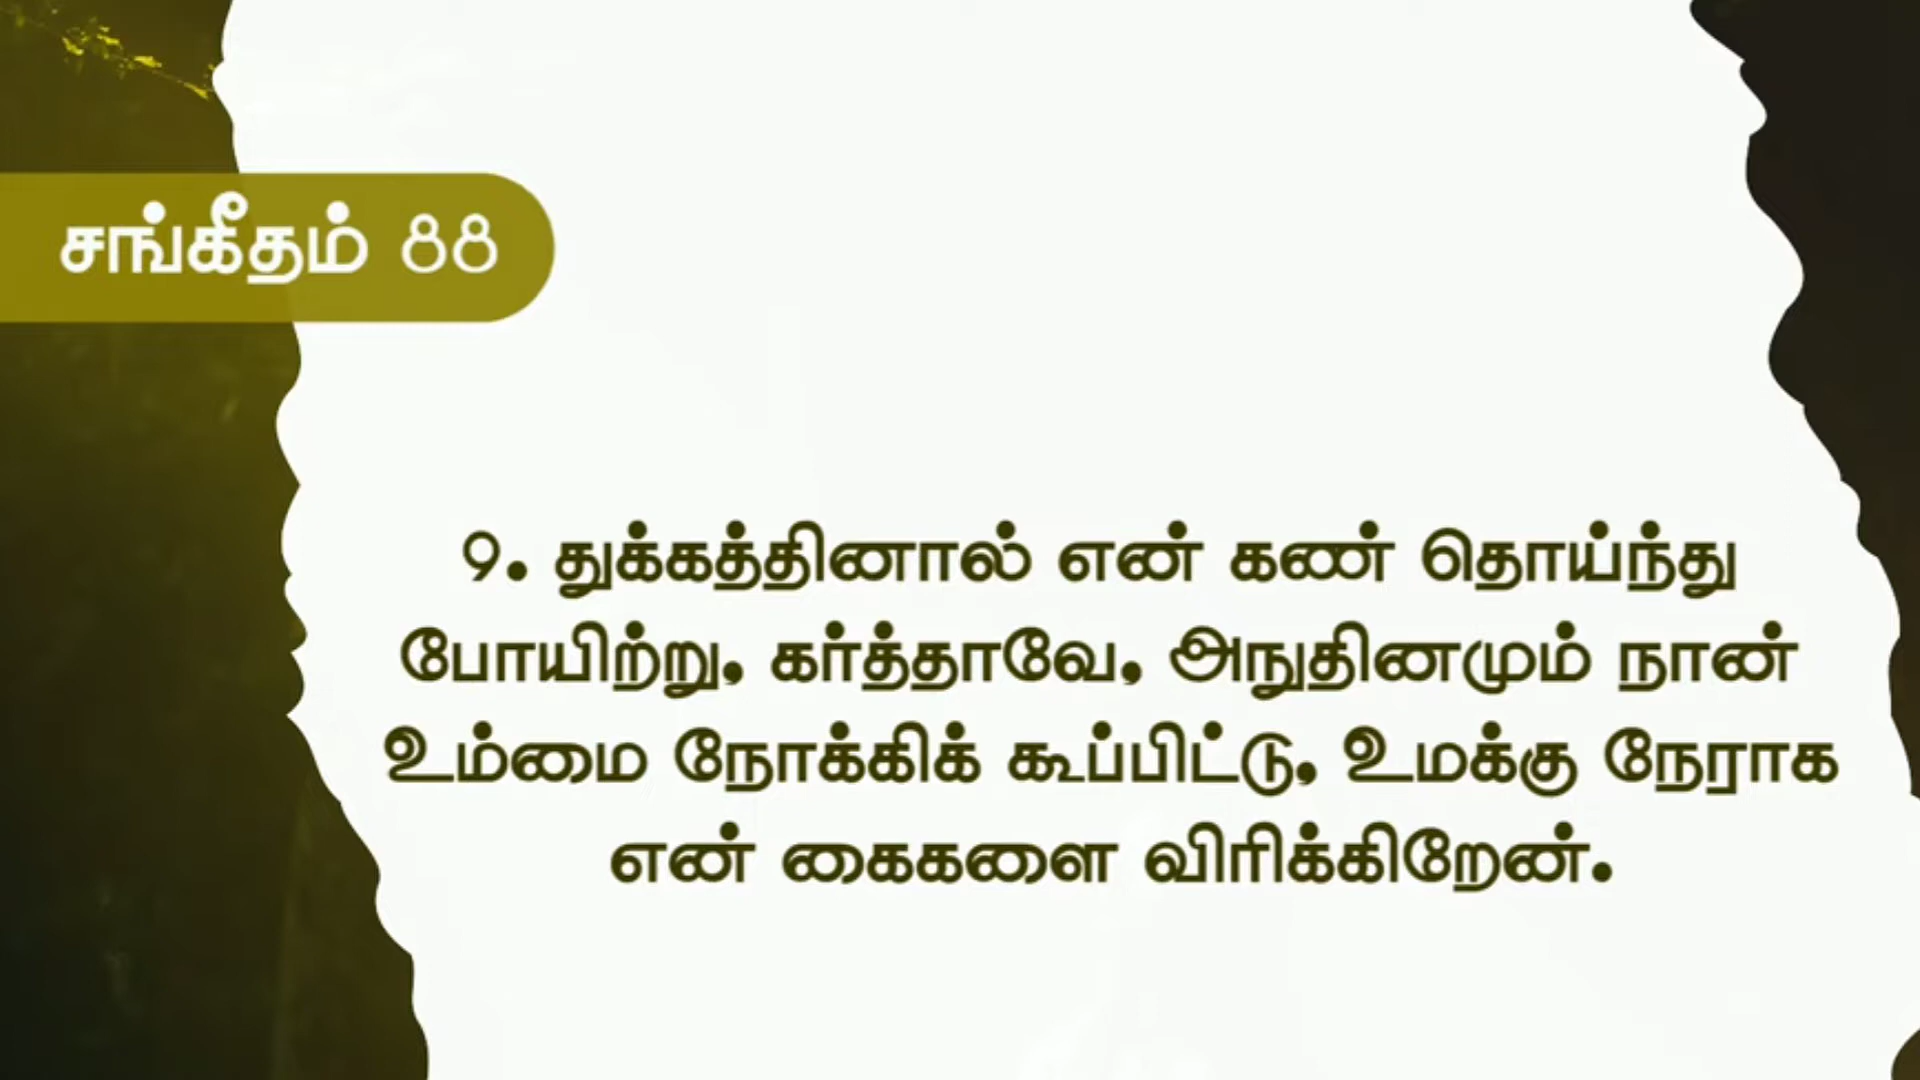 சங்கீதம் 88
9. துக்கத்தினால் என் கண் தொய்ந்து
போயிற்று, கர்த்தாவே, அநுதினமும் நான்
உம்மை நோக்கிக் கூப்பிட்டு, உமக்கு நேராக
என் கைகளை விரிக்கிறேன்.